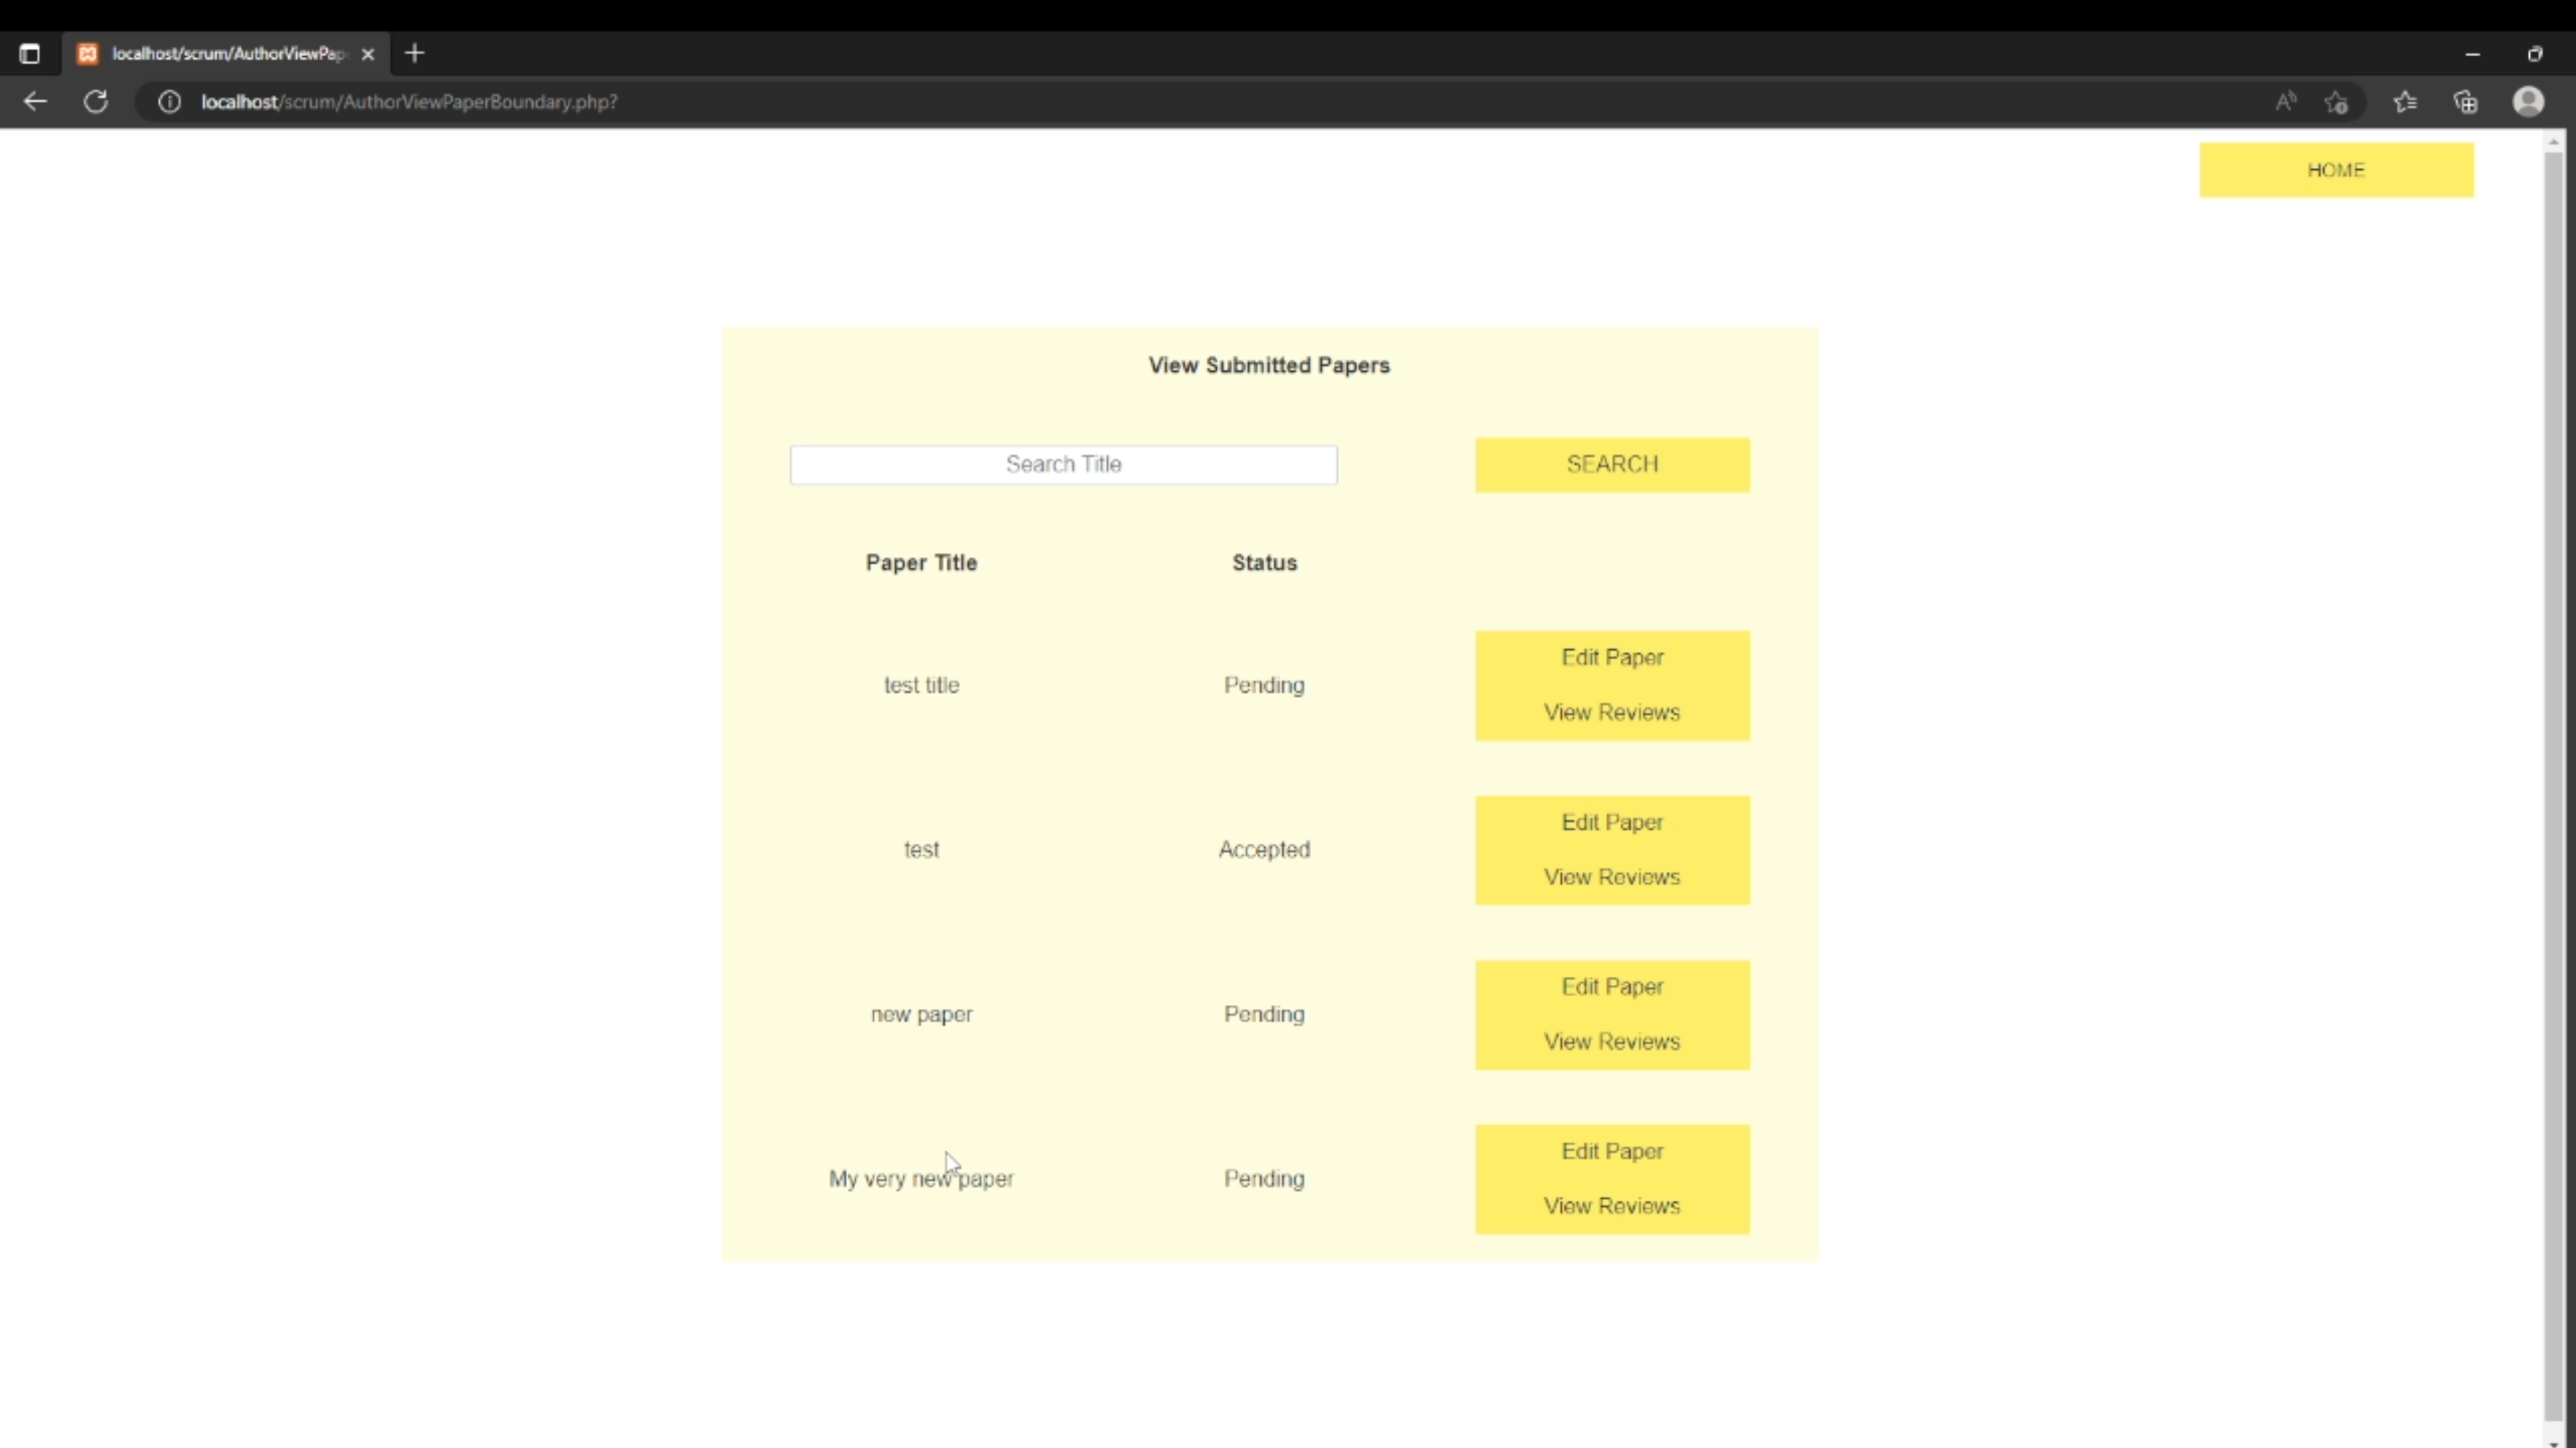 localhost/scrum/AuthorViewPap
localhost/scrum/AuthorViewPaperBoundary.php?
HOME
View Submitted Papers
Search Title
SEARCH
Paper Title Status
test title Pending Edit Paper
View Reviews
test Accepted Edit Paper
View Reviews
new paper Pending Edit Paper
View Reviews
My very new paper Pending Edit Paper
View Reviews